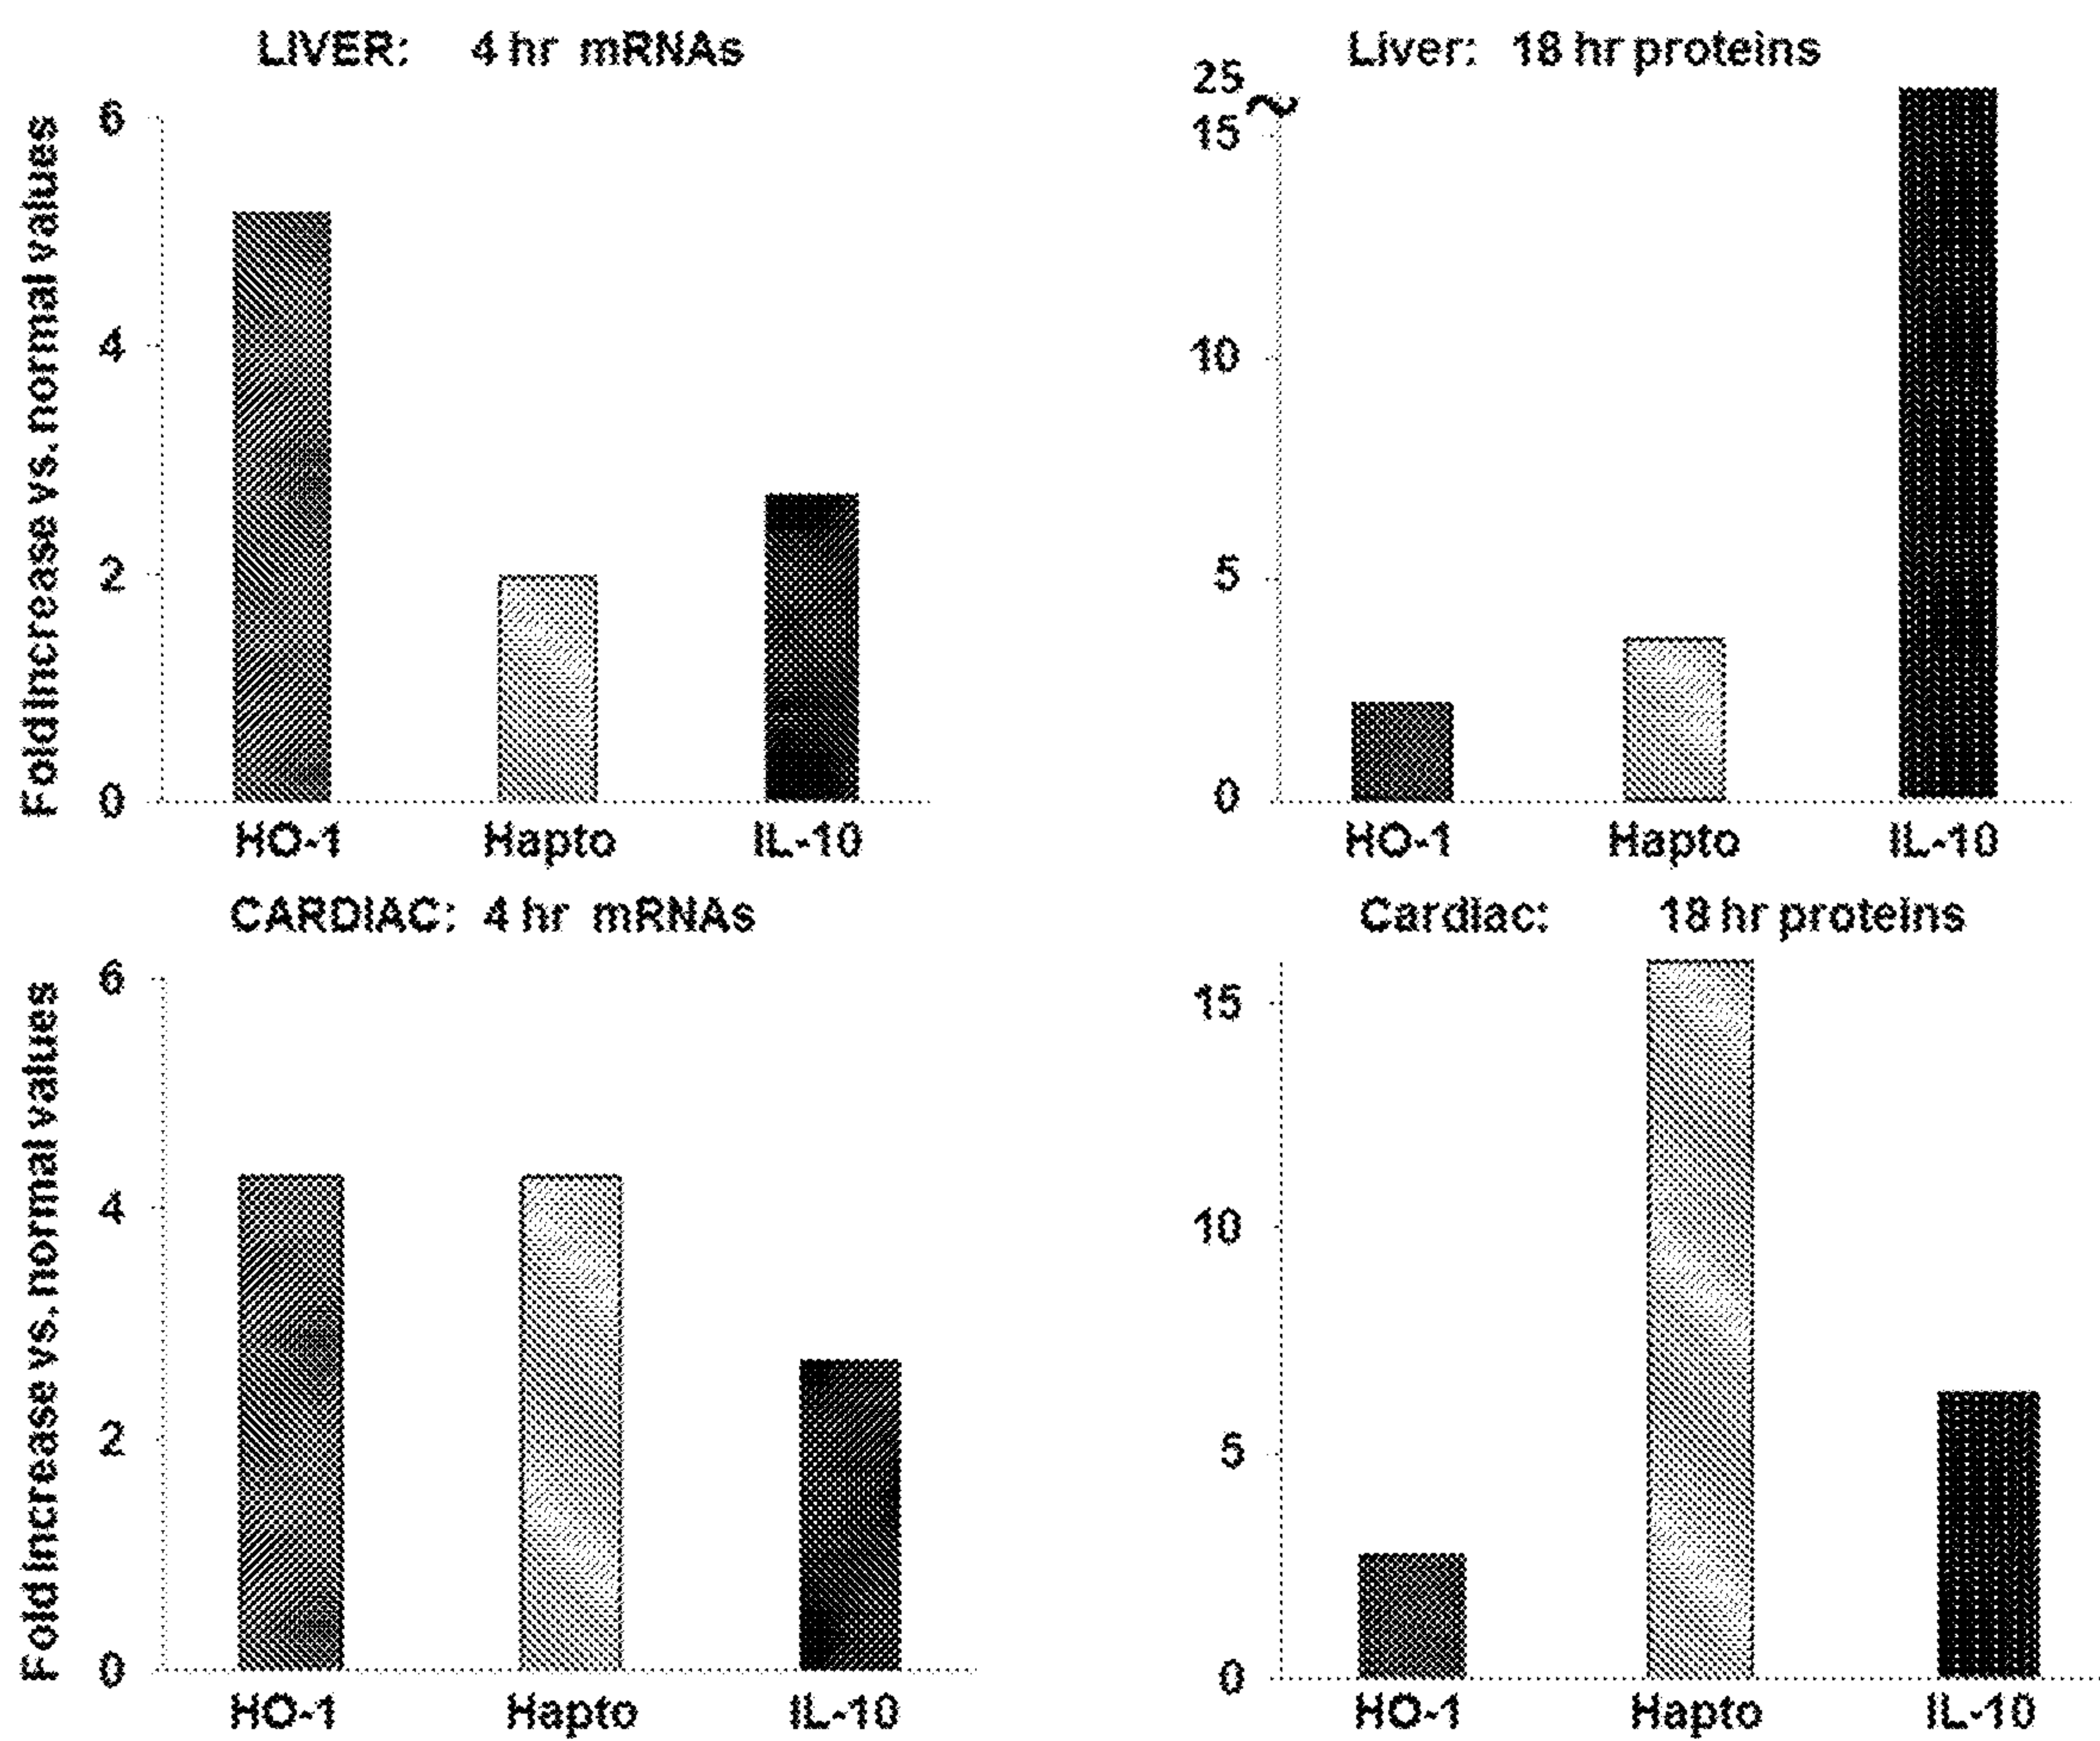 LIVER: 4 hr mRNAs
Fold increase vs. normal values
6
4
2
0
HO-1 Hapto IL-10
Liver: 18 hr proteins
25
~
15
10
5
0
HO-1 Hapto IL-10
CARDIAC: 4 hr mRNAs
Fold increase vs. normal values
6
4
2
0
HO-1 Hapto IL-10
Cardiac: 18 hr proteins
15
10
5
0
HO-1 Hapto IL-10